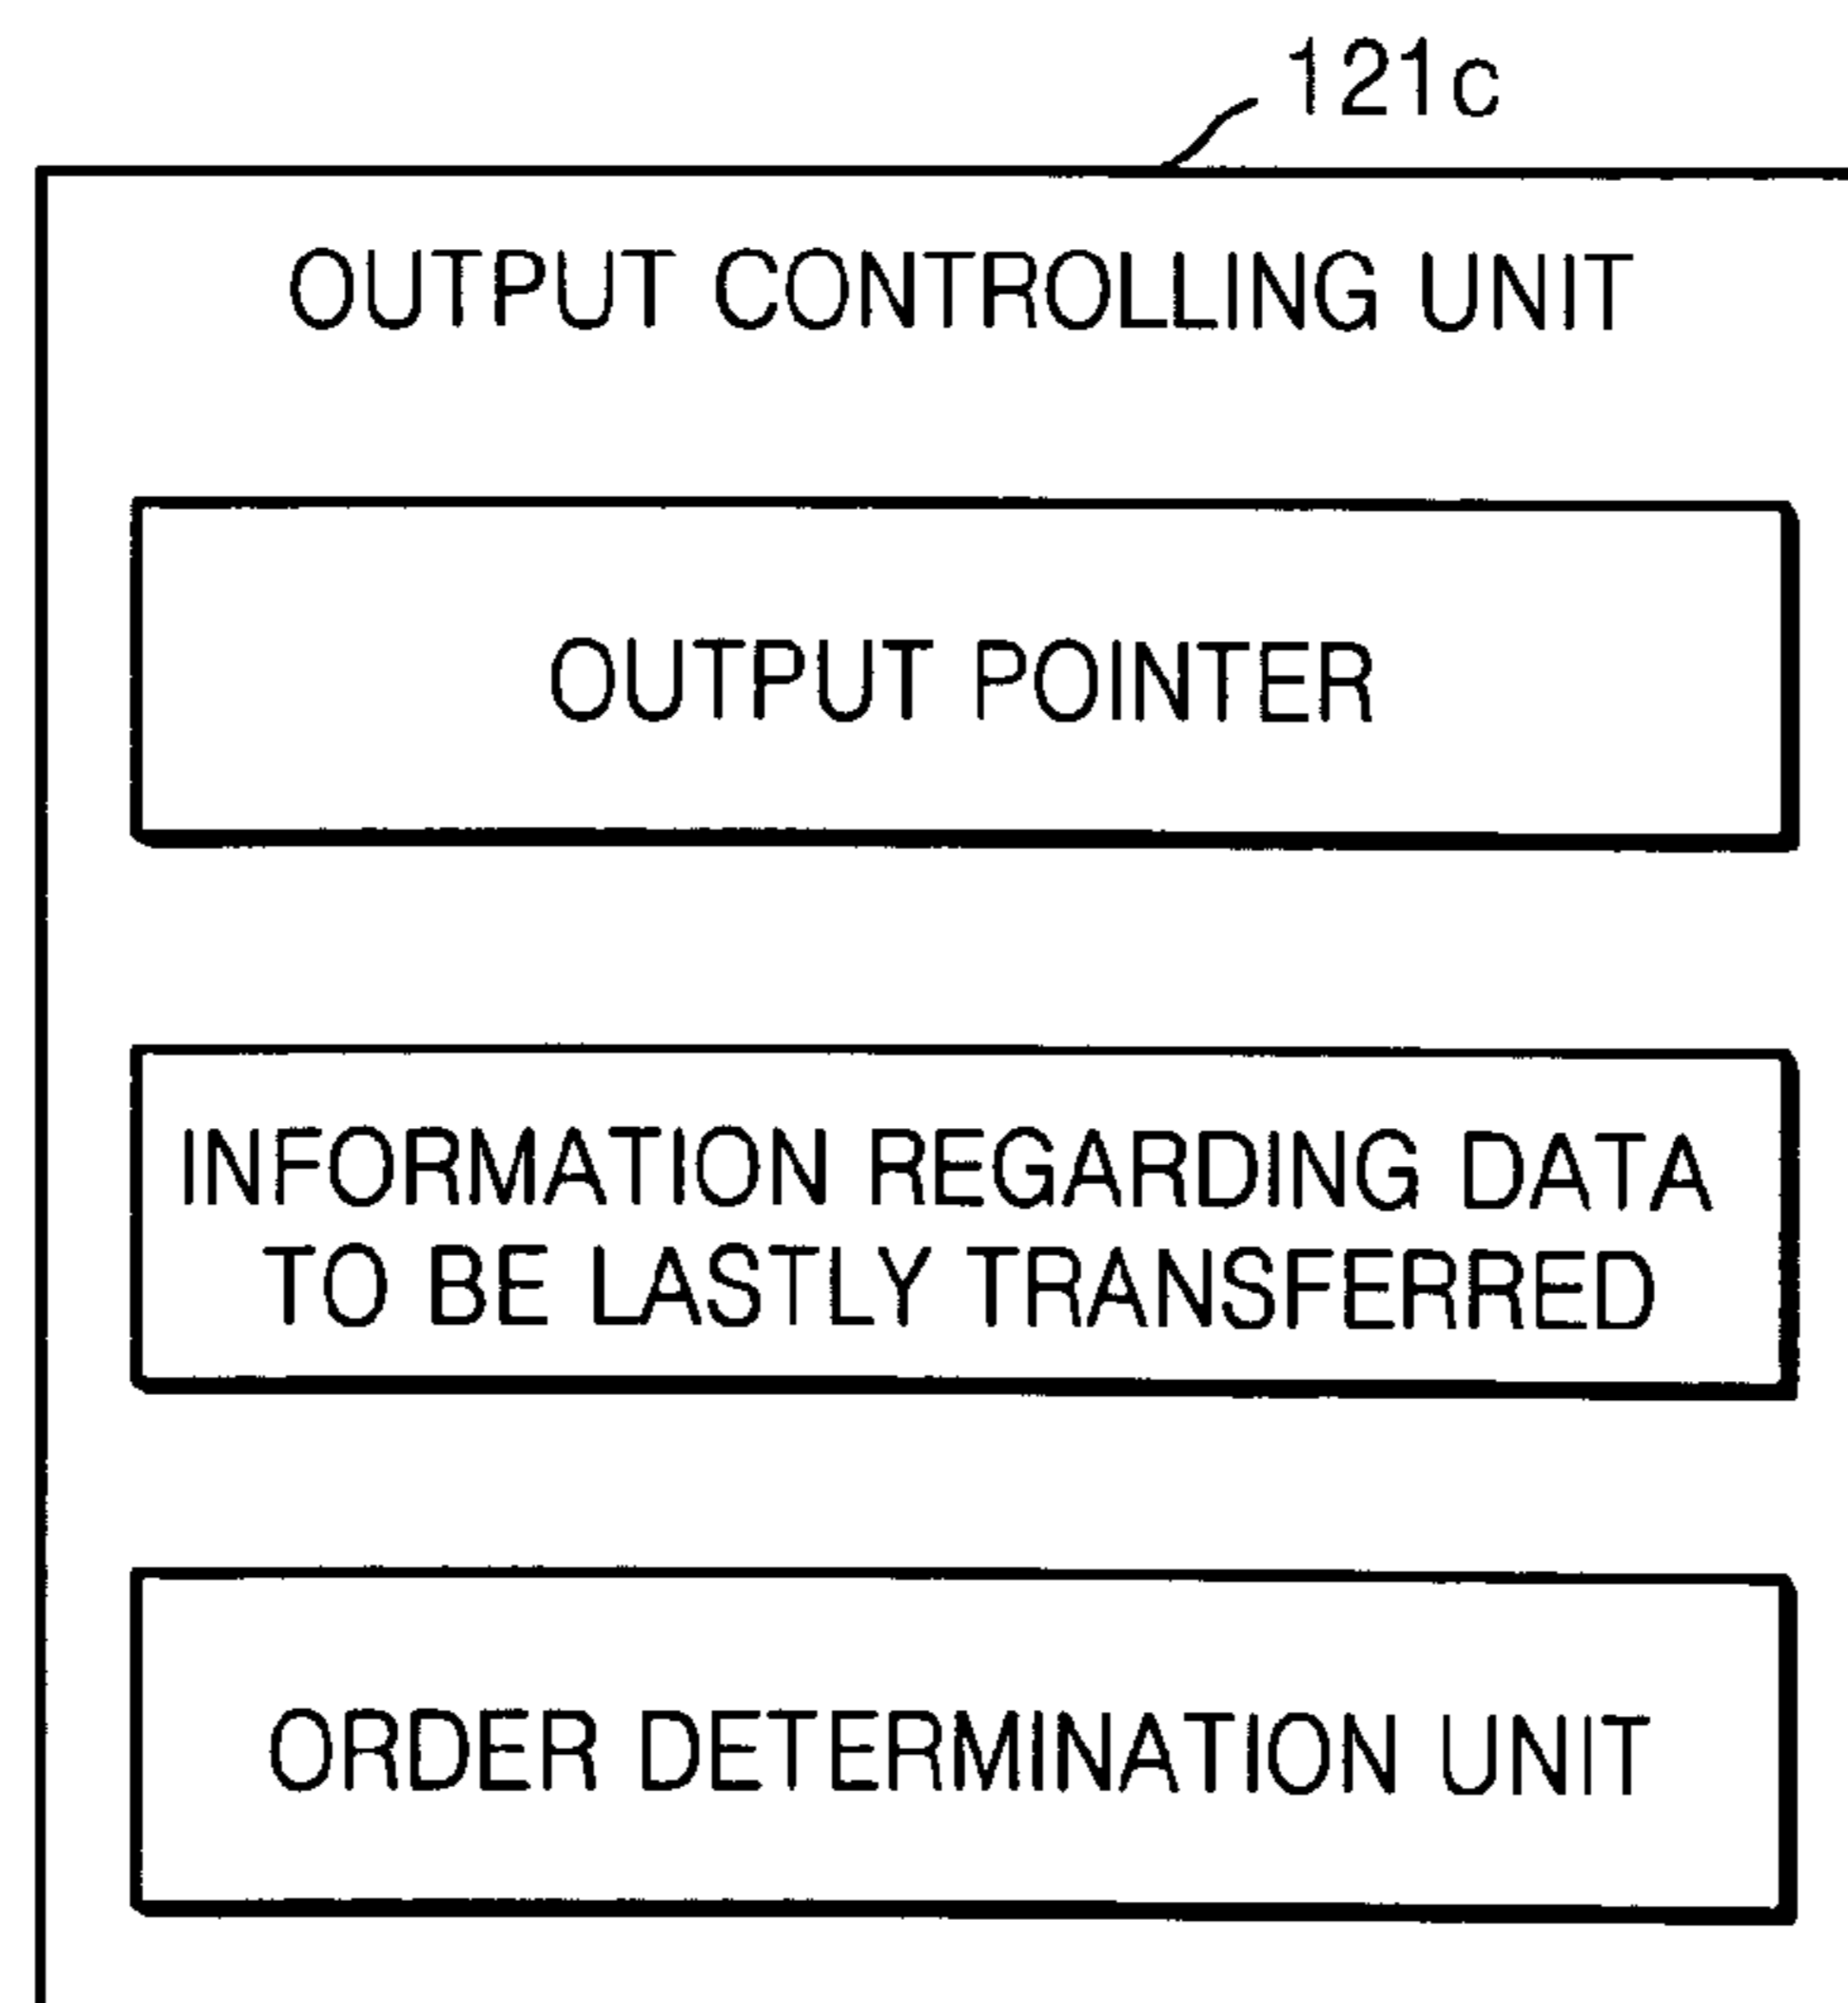 121c
OUTPUT CONTROLLING UNIT
OUTPUT POINTER
INFORMATION REGARDING DATA
TO BE LASTLY TRANSFERRED
ORDER DETERMINATION UNIT